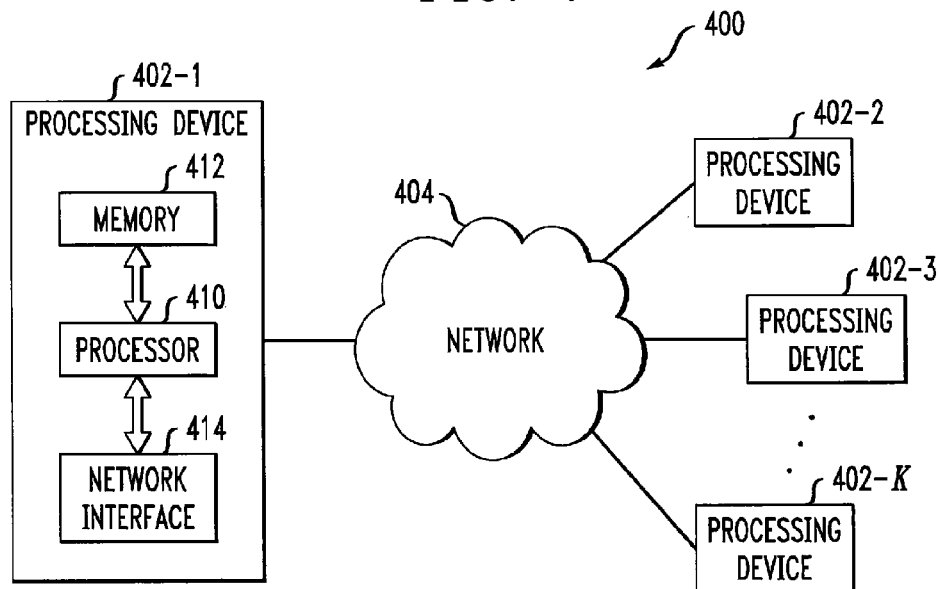 400
402-1
PROCESSING DEVICE
412
MEMORY
410
PROCESSOR
414
NETWORK
INTERFACE
404
NETWORK
402-2
PROCESSING
DEVICE
402-3
PROCESSING
DEVICE
402-K
PROCESSING
DEVICE